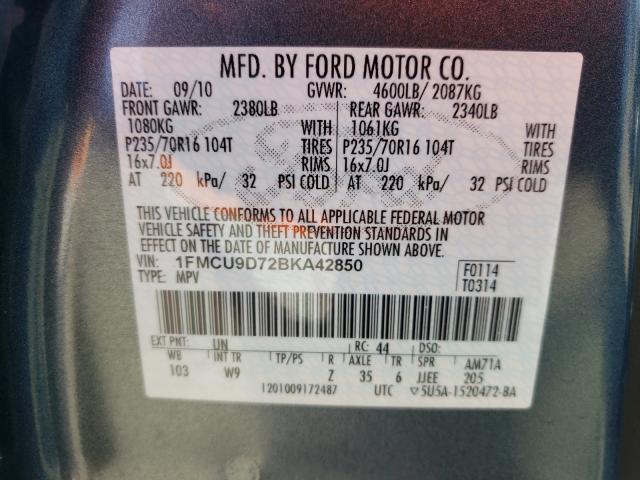 MFD. BY FORD MOTOR CO.
DATE: 09/10 GVWR: 4600LB/ 2087KG
FRONT GAWR: 2380LB REAR GAWR: 2340LB
1080KG WITH 1061KG WITH
P235/70R16 104T TIRES P235/70R16 104T TIRES
16x7.0J RIMS 16x7.0J RIMS
AT 220 kPa/ 32 PSI COLD AT 220 kPa/ 32 PSI COLD
THIS VEHICLE CONFORMS TO ALL APPLICABLE FEDERAL MOTOR
VEHICLE SAFETY AND THEFT PREVENTION STANDARDS IN
EFFECT ON THE DATE OF MANUFACTURE SHOWN ABOVE.
VIN: 1FMCU9D72BKA42850 F0114
TYPE: MPV T0314
EXT PNT: UN RC: 44 DSO:
WB INT TR TP/PS R AXLE TR SPR AM71A
103 W9 Z 35 6 JJEE 205
1201009172487 UTC ▽5U5A-1520472-BA